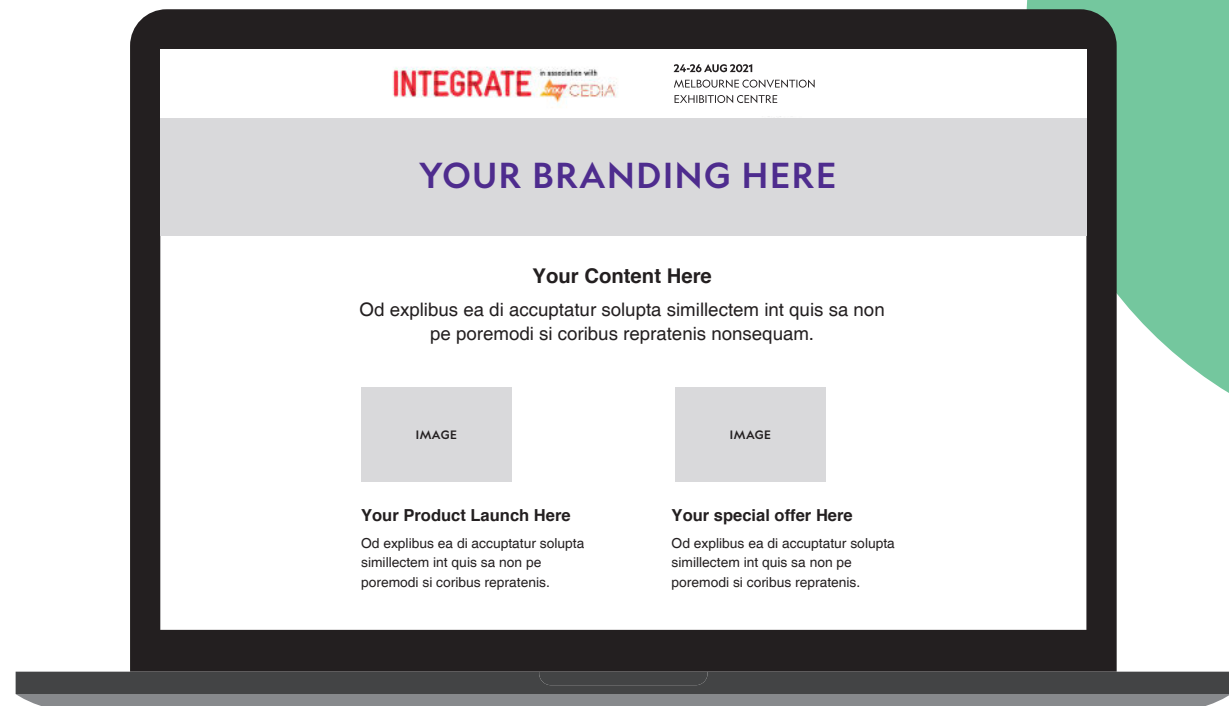 INTEGRATE
in association with
CEDIA
24-26 AUG 2021
MELBOURNE CONVENTION
EXHIBITION CENTRE
YOUR BRANDING HERE
Your Content Here
Od explibus ea di accuptatur solupta simillectem int quis sa non
pe poremodi si coribus repratenis nonsequam.
IMAGE
IMAGE
Your Product Launch Here
Od explibus ea di accuptatur solupta
simillectem int quis sa non pe
poremodi si coribus repratenis.
Your special offer Here
Od explibus ea di accuptatur solupta
simillectem int quis sa non pe
poremodi si coribus repratenis.